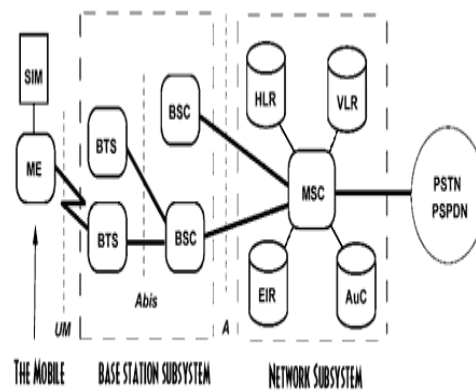 SIM
ME
BTS
BTS
BSC
BSC
HLR
VLR
MSC
EIR
AuC
PSTN
PSPDN
UM
Abis
A
THE MOBILE
BASE STATION SUBSYSTEM
NETWORK SUBSYSTEM